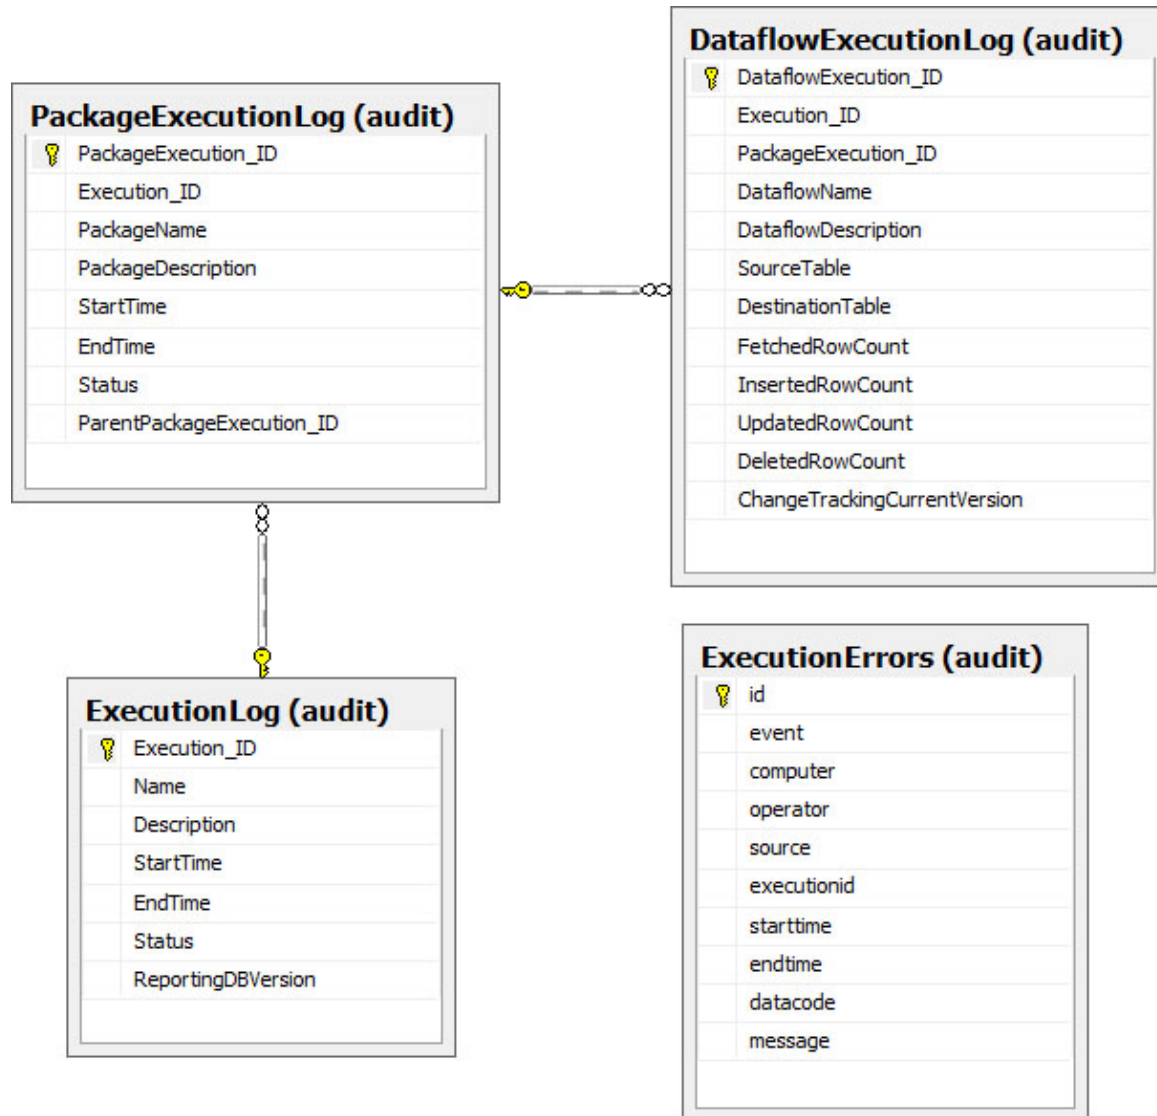 PackageExecutionLog (audit)
PackageExecution_ID
Execution_ID
PackageName
PackageDescription
StartTime
EndTime
Status
ParentPackageExecution_ID
DataflowExecutionLog (audit)
DataflowExecution_ID
Execution_ID
PackageExecution_ID
DataflowName
DataflowDescription
SourceTable
DestinationTable
FetchedRowCount
InsertedRowCount
UpdatedRowCount
DeletedRowCount
ChangeTrackingCurrentVersion
ExecutionLog (audit)
Execution_ID
Name
Description
StartTime
EndTime
Status
ReportingDBVersion
ExecutionErrors (audit)
id
event
computer
operator
source
executionid
starttime
endtime
datacode
message